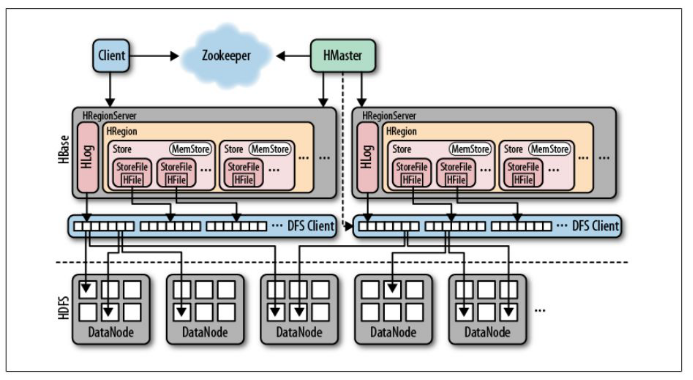 Client
Zookeeper
HMaster
HBase
HRegionServer
HRegion
HLog
Store
MemStore
StoreFile
HFile
StoreFile
HFile
...
Store
MemStore
StoreFile
HFile
...
...
...
... DFS Client
HRegionServer
HRegion
HLog
Store
MemStore
StoreFile
HFile
StoreFile
HFile
...
Store
MemStore
StoreFile
HFile
...
...
...
... DFS Client
HDFS
DataNode
DataNode
DataNode
DataNode
DataNode
...